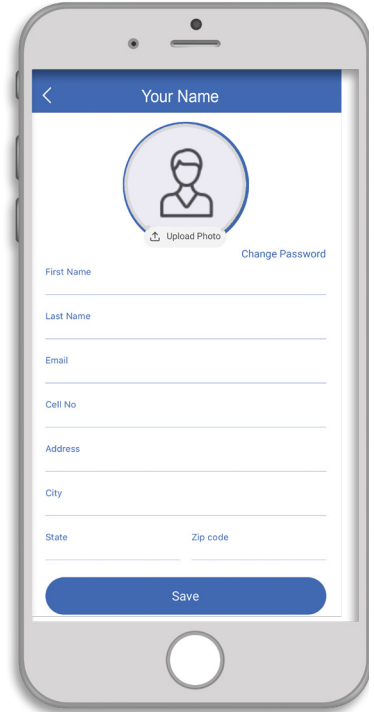 Your Name
Upload Photo
Change Password
First Name
Last Name
Email
Cell No
Address
City
State Zip code
Save